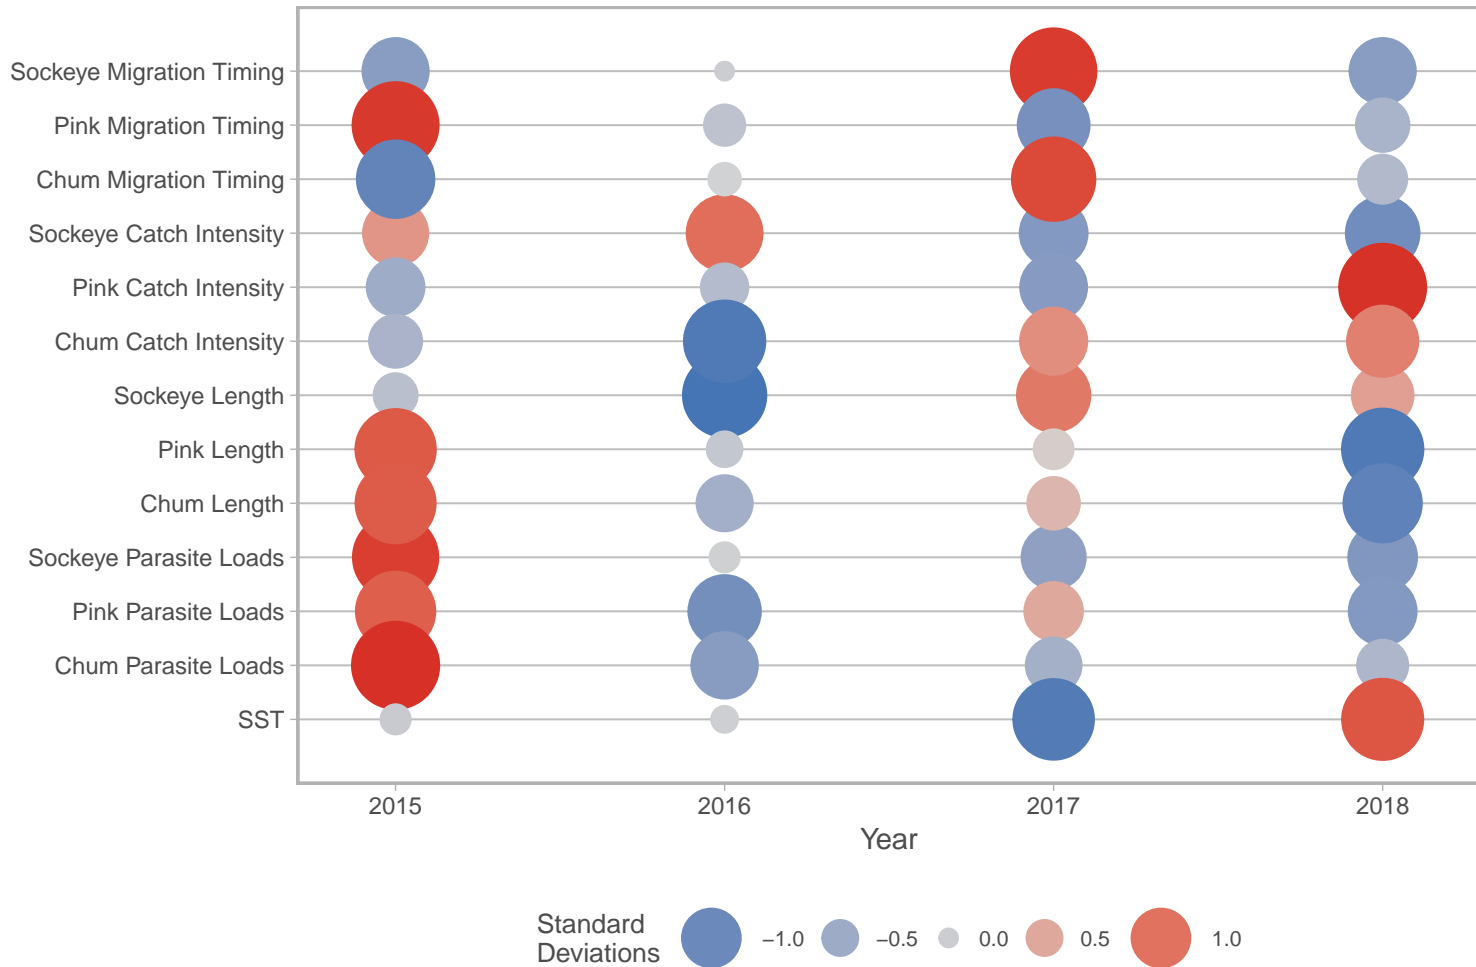 Sockeye Migration Timing
Pink Migration Timing
Chum Migration Timing
Sockeye Catch Intensity
Pink Catch Intensity
Chum Catch Intensity
Sockeye Length
Pink Length
Chum Length
Sockeye Parasite Loads
Pink Parasite Loads
Chum Parasite Loads
SST
2015 2016 2017 2018
Year
Standard
Deviations
−1.0 −0.5 0.0 0.5 1.0